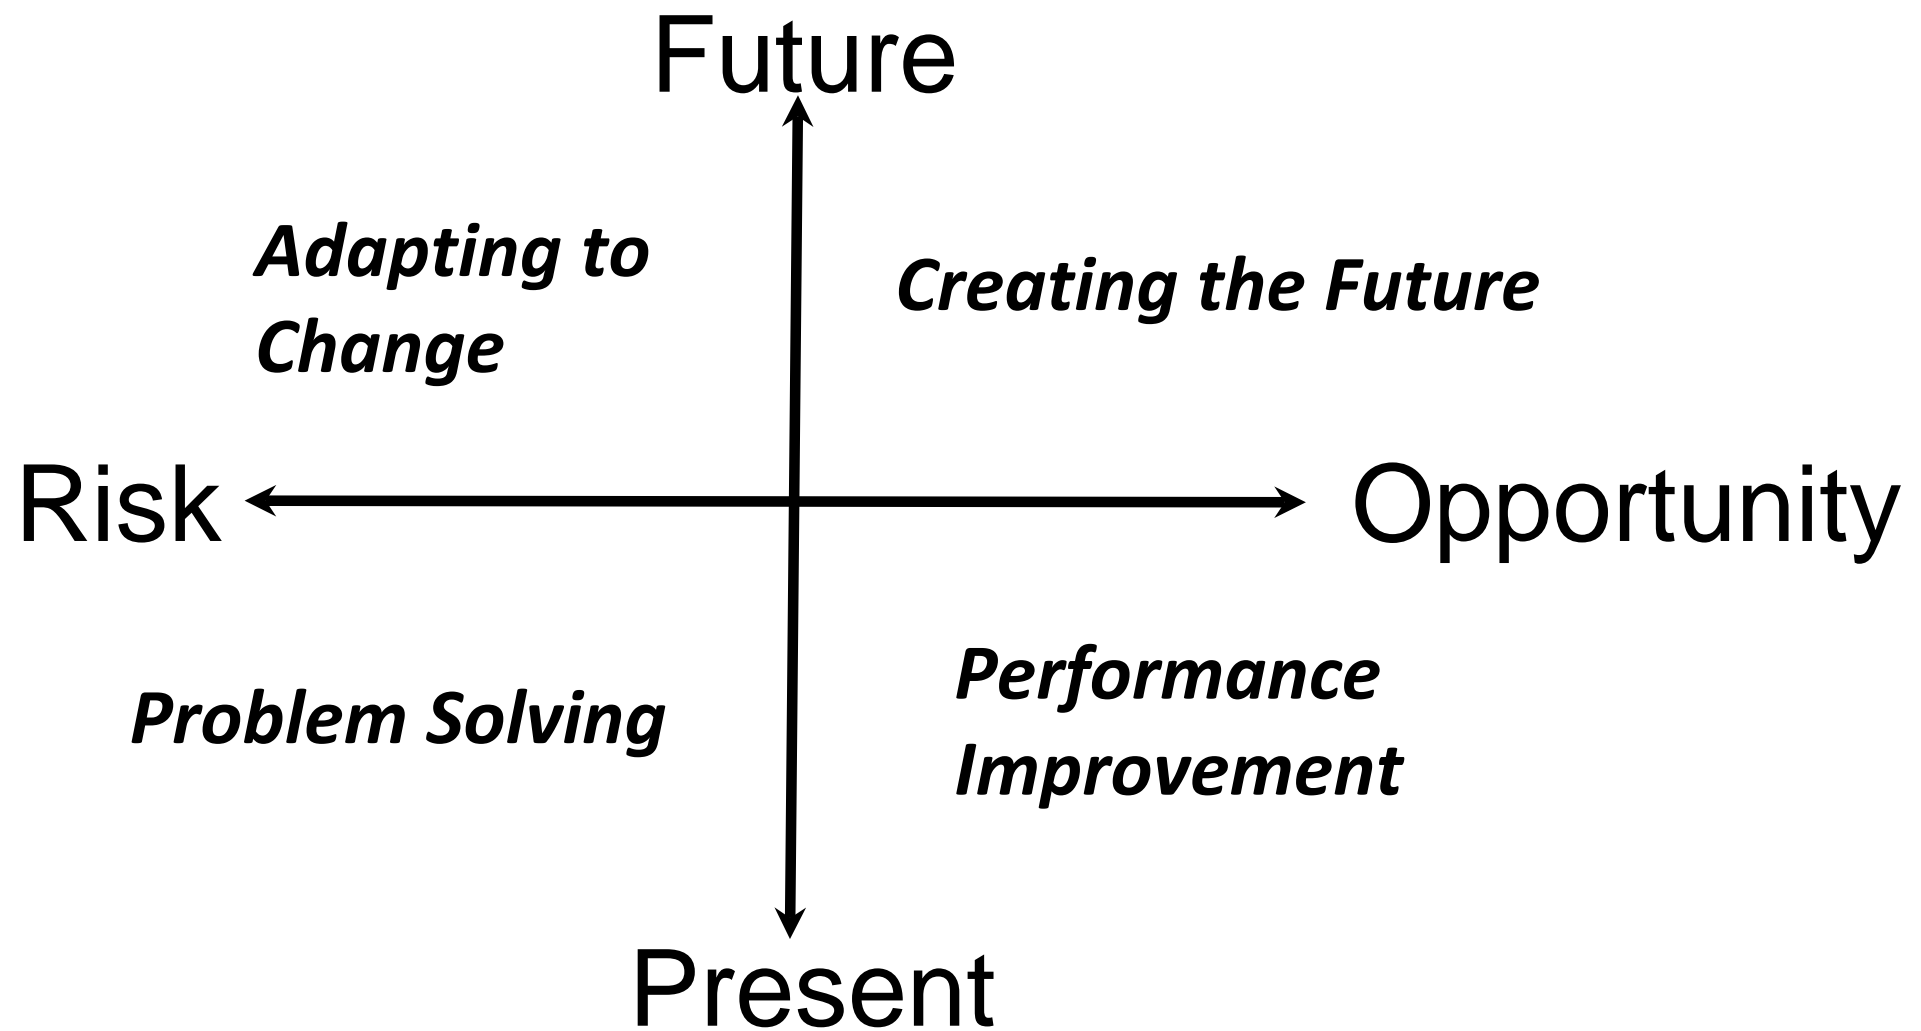 Future
Adapting to
Change
Creating the Future
Risk
Opportunity
Problem Solving
Performance
Improvement
Present